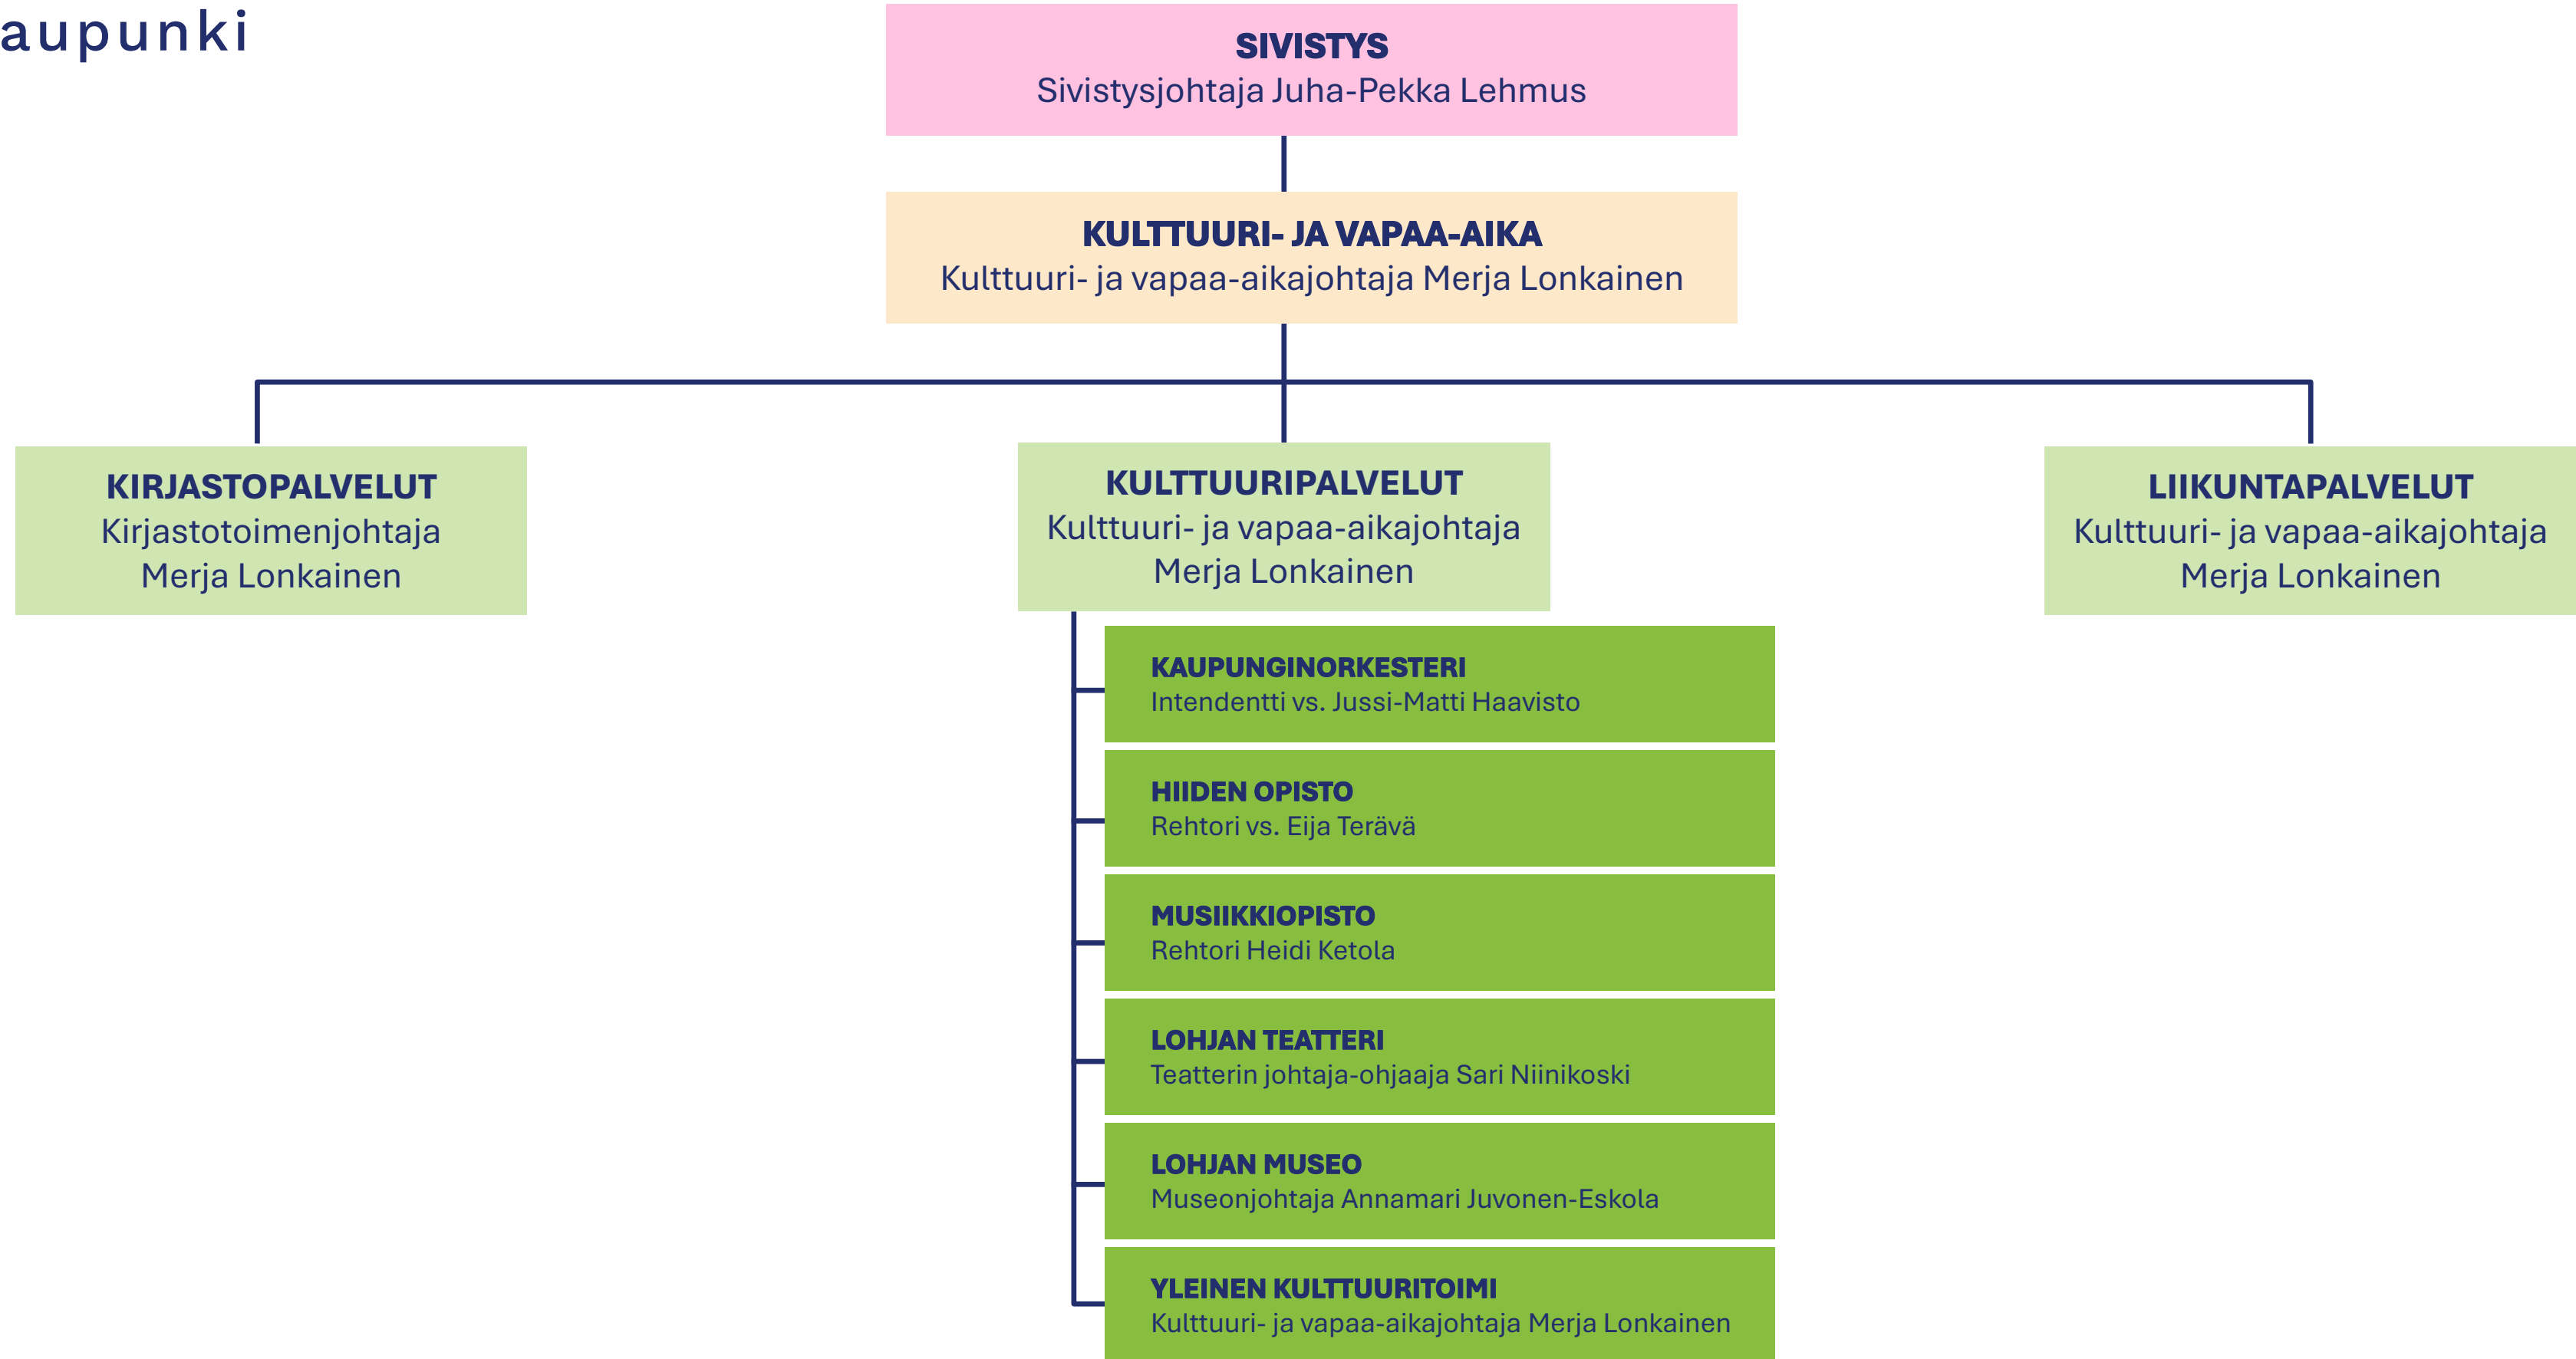 aupunki
SIVISTYS
Sivistysjohtaja Juha-Pekka Lehmus
KULTTUURI- JA VAPAA-AIKA
Kulttuuri- ja vapaa-aikajohtaja Merja Lonkainen
KIRJASTOPALVELUT
Kirjastotoimenjohtaja
Merja Lonkainen
KULTTUURIPALVELUT
Kulttuuri- ja vapaa-aikajohtaja
Merja Lonkainen
LIIKUNTAPALVELUT
Kulttuuri- ja vapaa-aikajohtaja
Merja Lonkainen
KAUPUNGINORKESTERI
Intendentti vs. Jussi-Matti Haavisto
HIIDEN OPISTO
Rehtori vs. Eija Terävä
MUSIIKKIOPISTO
Rehtori Heidi Ketola
LOHJAN TEATTERI
Teatterin johtaja-ohjaaja Sari Niinikoski
LOHJAN MUSEO
Museonjohtaja Annamari Juvonen-Eskola
YLEINEN KULTTUURITOIMI
Kulttuuri- ja vapaa-aikajohtaja Merja Lonkainen